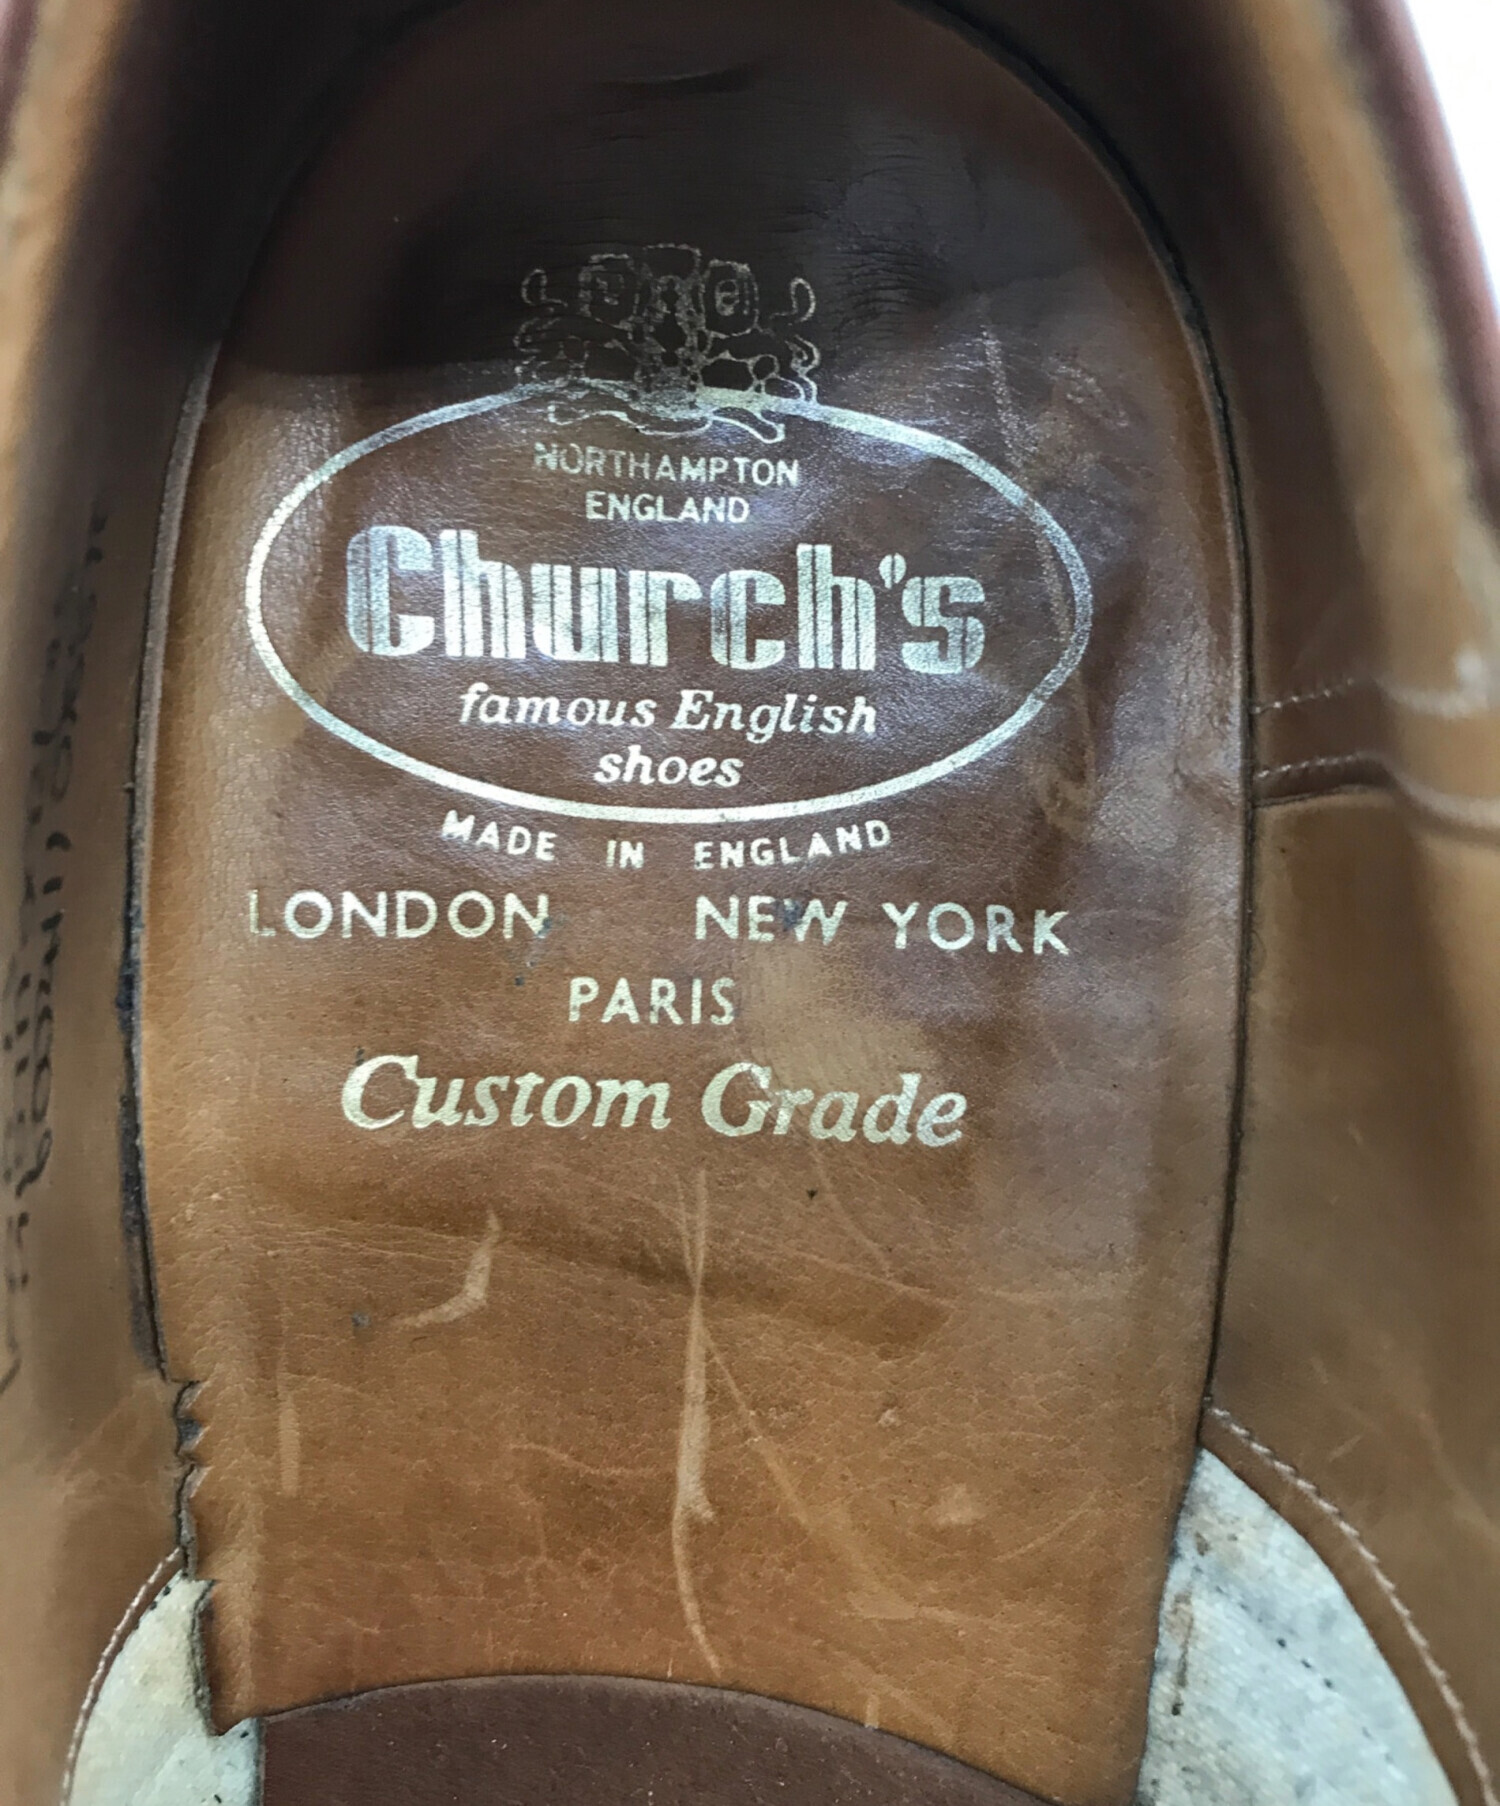 NORTHAMPTON
ENGLAND
Church's
famous English
shoes
MADE IN ENGLAND
LONDON NEW YORK
PARIS
Custom Grade